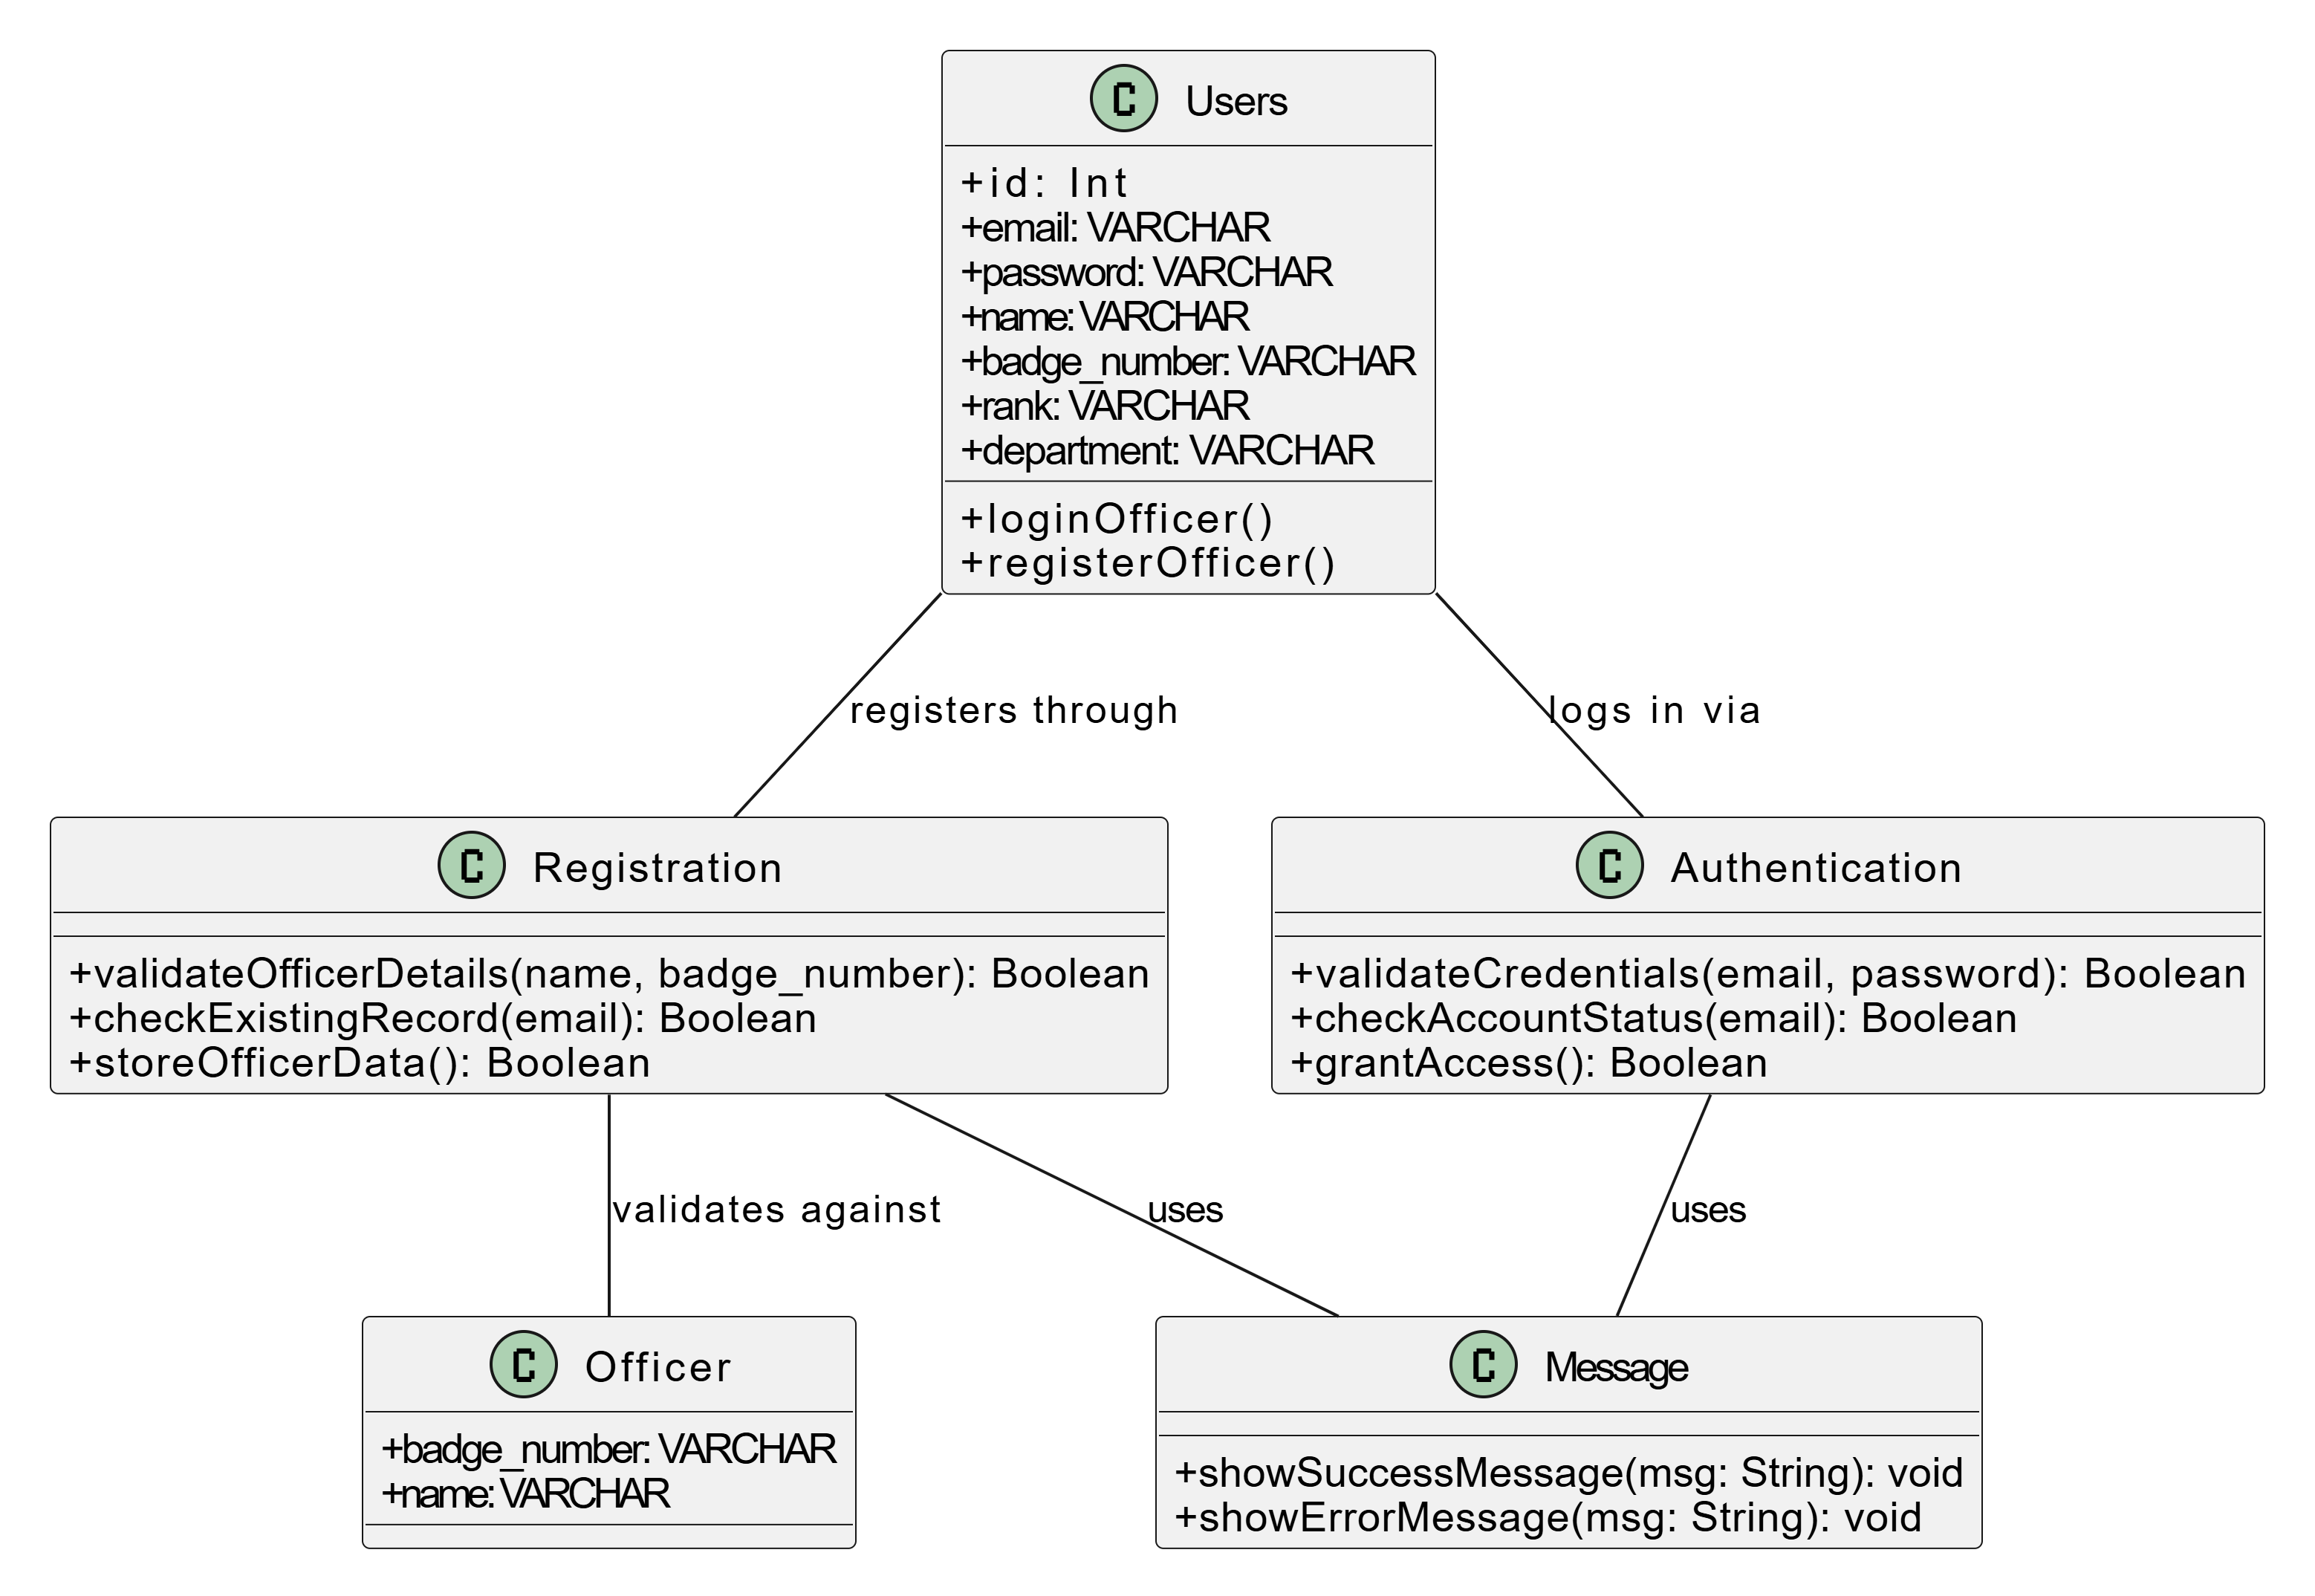 C Users
+id: Int
+email: VARCHAR
+password: VARCHAR
+name: VARCHAR
+badge_number: VARCHAR
+rank: VARCHAR
+department: VARCHAR
+loginOfficer()
+registerOfficer()
registers through
logs in via
C Registration
+validateOfficerDetails(name, badge_number): Boolean
+checkExistingRecord(email): Boolean
+storeOfficerData(): Boolean
C Authentication
+validateCredentials(email, password): Boolean
+checkAccountStatus(email): Boolean
+grantAccess(): Boolean
validates against
uses
uses
C Officer
+badge_number: VARCHAR
+name: VARCHAR
C Message
+showSuccessMessage(msg: String): void
+showErrorMessage(msg: String): void